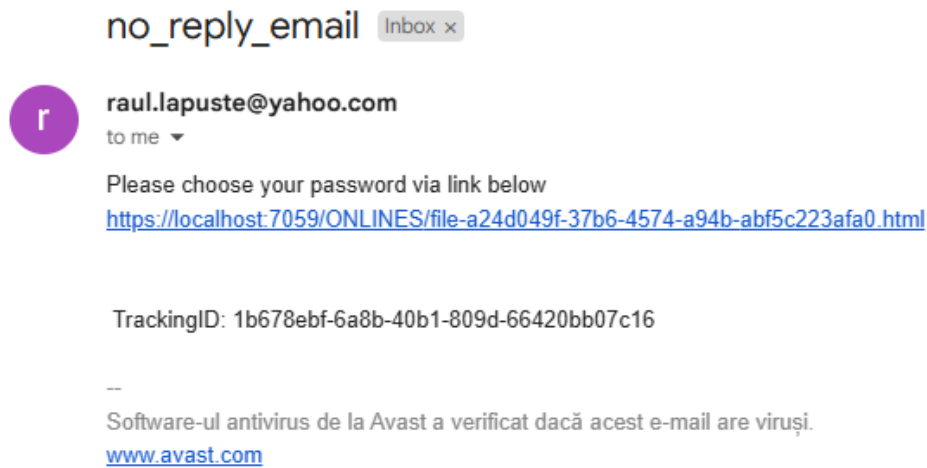 no_reply_email Inbox ×
r
raul.lapuste@yahoo.com
to me
Please choose your password via link below
https://localhost:7059/ONLINES/file-a24d049f-37b6-4574-a94b-abf5c223afa0.html
TrackingID: 1b678ebf-6a8b-40b1-809d-66420bb07c16
--
Software-ul antivirus de la Avast a verificat dacă acest e-mail are viruși.
www.avast.com